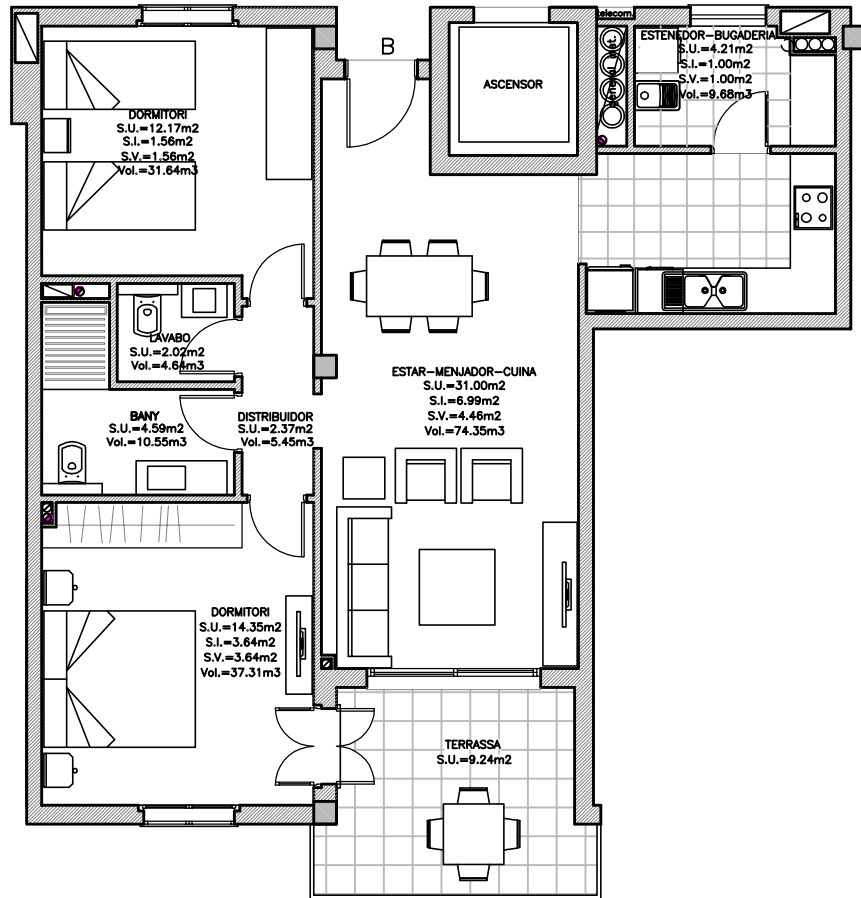 telecom.
B
ESTENEDOR-BUGADERIA
S.U.=4.21m2
S.I.=1.00m2
S.V.=1.00m2
Vol.=9.68m3
ASCENSOR
general inst.
DORMITORI
S.U.=12.17m2
S.I.=1.56m2
S.V.=1.56m2
Vol.=31.64m3
LAVABO
S.U.=2.02m2
Vol.=4.64m3
ESTAR-MENJADOR-CUINA
S.U.=31.00m2
S.I.=6.99m2
S.V.=4.46m2
Vol.=74.35m3
BANY
S.U.=4.59m2
Vol.=10.55m3
DISTRIBUIDOR
S.U.=2.37m2
Vol.=5.45m3
DORMITORI
S.U.=14.35m2
S.I.=3.64m2
S.V.=3.64m2
Vol.=37.31m3
TERRASSA
S.U.=9.24m2